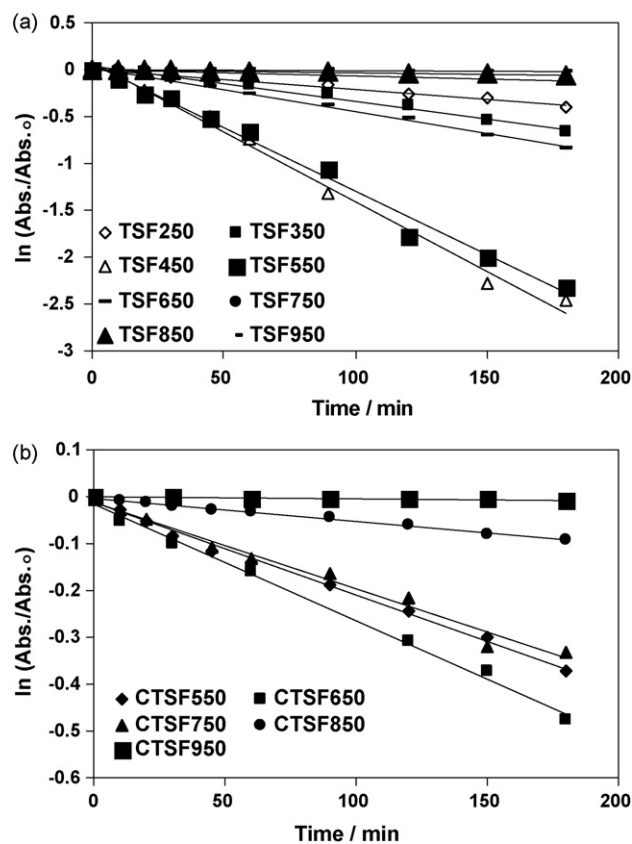 (a)
0.5
0
-0.5
-1
-1.5
-2
-2.5
-3
ln (Abs./Abs.₀)
TSF250 TSF350
TSF450 TSF550
TSF650 TSF750
TSF850 TSF950
0 50 100 150 200
Time / min
(b)
0.1
0
-0.1
-0.2
-0.3
-0.4
-0.5
-0.6
ln (Abs./Abs.₀)
CTSF550 CTSF650
CTSF750 CTSF850
CTSF950
0 50 100 150 200
Time / min